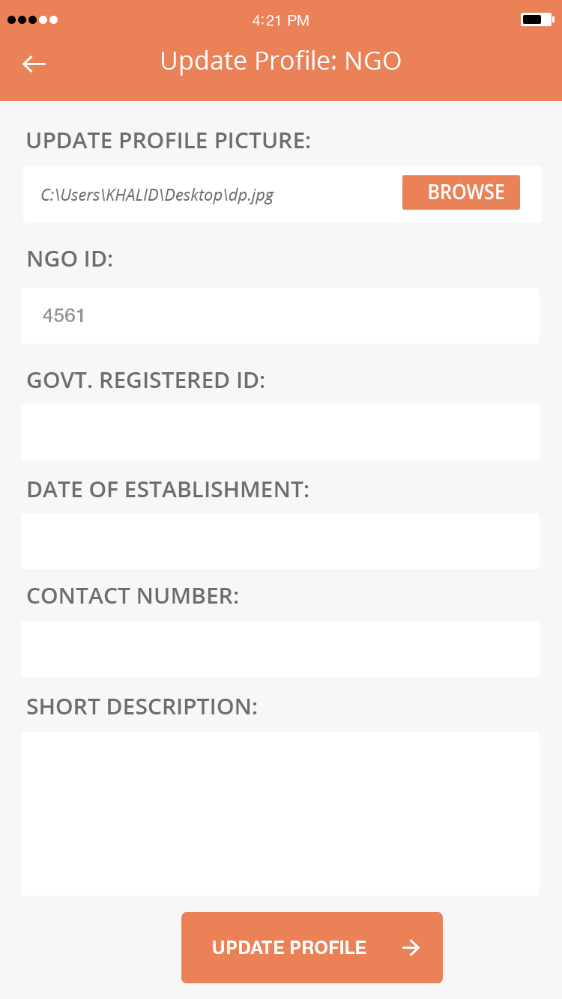 4:21 PM
Update Profile: NGO
UPDATE PROFILE PICTURE:
C:\Users\KHALID\Desktop\dp.jpg
BROWSE
NGO ID:
4561
GOVT. REGISTERED ID:
DATE OF ESTABLISHMENT:
CONTACT NUMBER:
SHORT DESCRIPTION:
UPDATE PROFILE